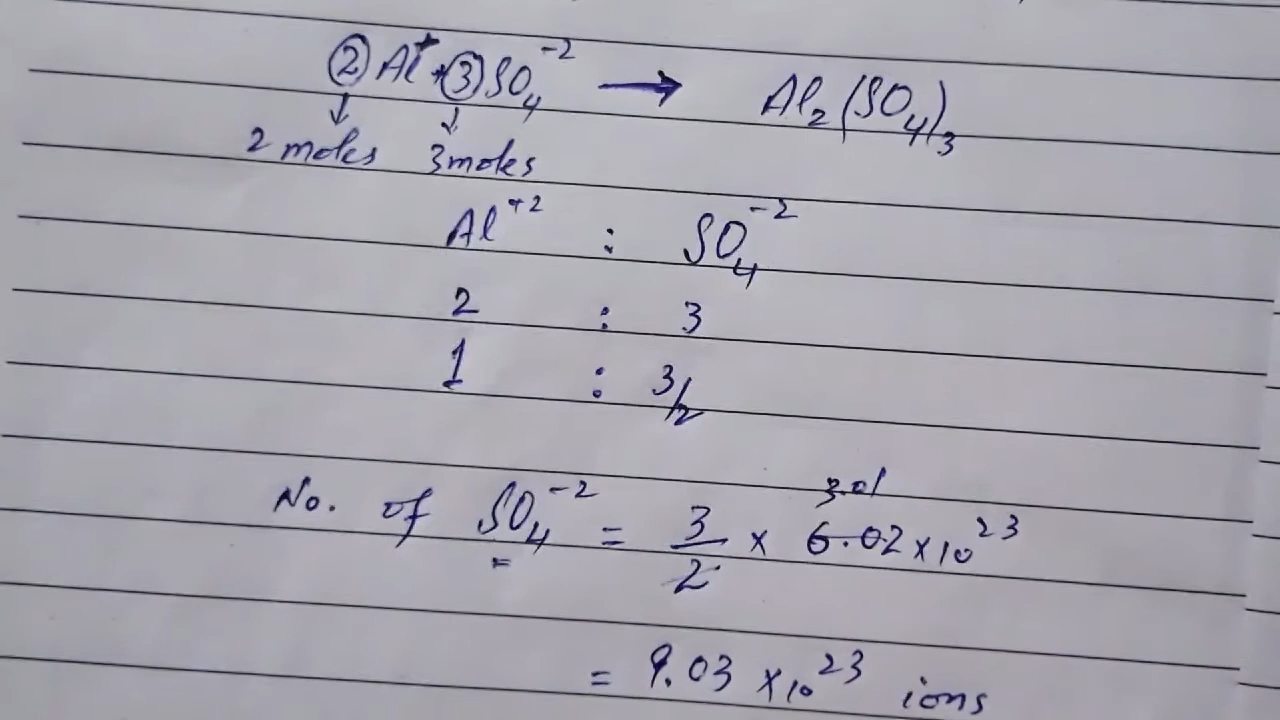 2 Al⁺ + 3 SO₄⁻² → Al₂(SO₄)₃
2 moles 3 moles
Al⁺² : SO₄⁻²
2 : 3
1 : 3/2
3.01
No. of SO₄⁻² = 3/2 × 6.02 × 10²³
= 9.03 × 10²³ ions